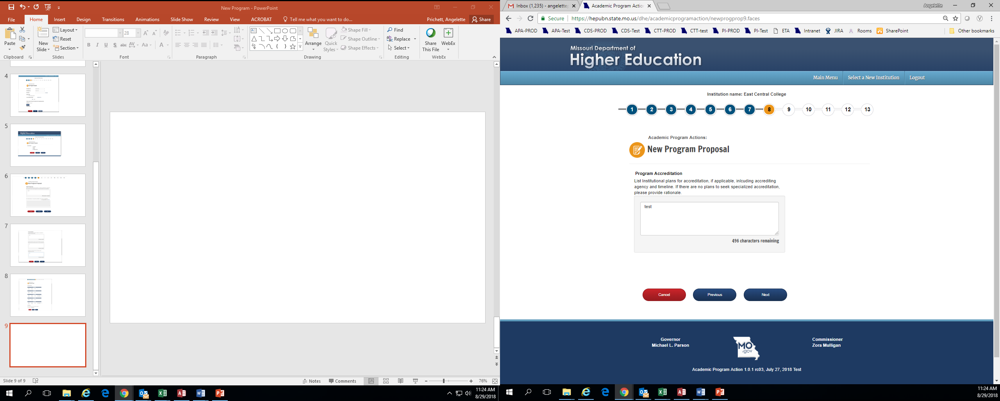 New Program - PowerPoint
File Home Insert Design Transitions Animations Slide Show Review View ACROBAT Tell me what you want to do... Prichett, Angelette Share
Paste
Clipboard
New
Slide
Layout
Reset
Section
Slides
28
B I U S abc AV Aa A
Font
Paragraph
Arrange
Quick
Styles
Shape Fill
Shape Outline
Shape Effects
Drawing
Find
Replace
Select
Editing
Share
This File
WebEx
WebEx
4
5
Higher Education
6
New Program Proposal
7
8
9
Slide 9 of 9
Notes Comments 76%
11:24 AM
8/29/2018
Inbox (1,235) - angelettep
Academic Program Action
Angelette
Secure https://hepubn.state.mo.us/dhe/academicprogramaction/newprogprop9.faces
APA-PROD APA-Test CDS-PROD CDS-Test CTT-PROD CTT-test PI-PROD PI-Test ETA Intranet JIRA Rooms SharePoint Other bookmarks
Missouri Department of
Higher Education
Main Menu Select a New Institution Logout
Institution name: East Central College
1 2 3 4 5 6 7 8 9 10 11 12 13
Academic Program Actions:
New Program Proposal
Program Accreditation
List Institutional plans for accreditation, if applicable, inlcuding accrediting
agency and timeline. If there are no plans to seek specialized accreditation,
please provide rationale.
test
496 characters remaining
Cancel Previous Next
Governor
Michael L. Parson
MO
.gov
Commissioner
Zora Mulligan
Academic Program Action 1.0.1 rc03, July 27, 2018 Test
11:24 AM
8/29/2018